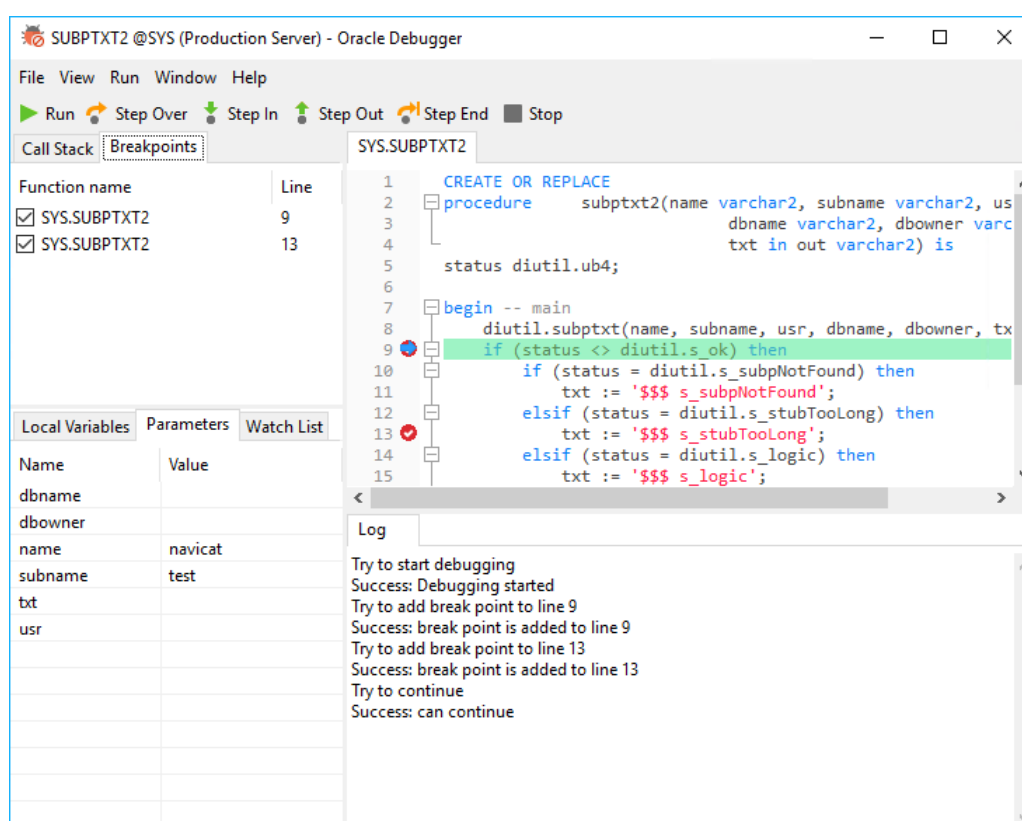 SUBPTXT2 @SYS (Production Server) - Oracle Debugger
File View Run Window Help
Run Step Over Step In Step Out Step End Stop
Call Stack Breakpoints
Function name Line
SYS.SUBPTXT2 9
SYS.SUBPTXT2 13
SYS.SUBPTXT2
1 CREATE OR REPLACE
2 procedure subptxt2(name varchar2, subname varchar2, us
3 dbname varchar2, dbowner varc
4 txt in out varchar2) is
5 status diutil.ub4;
6
7 begin -- main
8 diutil.subptxt(name, subname, usr, dbname, dbowner, tx
9 if (status <> diutil.s_ok) then
10 if (status = diutil.s_subpNotFound) then
11 txt := '$$$ s_subpNotFound';
12 elsif (status = diutil.s_stubTooLong) then
13 txt := '$$$ s_stubTooLong';
14 elsif (status = diutil.s_logic) then
15 txt := '$$$ s_logic';
Local Variables Parameters Watch List
Name Value
dbname
dbowner
name navicat
subname test
txt
usr
Log
Try to start debugging
Success: Debugging started
Try to add break point to line 9
Success: break point is added to line 9
Try to add break point to line 13
Success: break point is added to line 13
Try to continue
Success: can continue